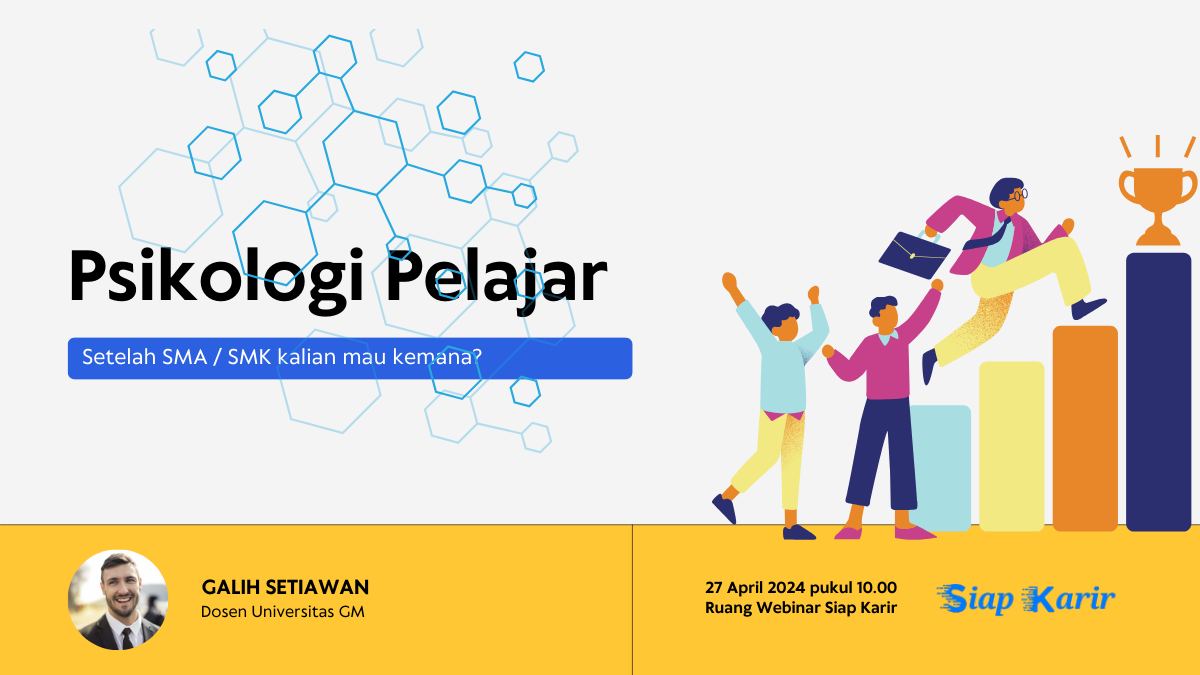 Psikologi Pelajar
Setelah SMA / SMK kalian mau kemana?
GALIH SETIAWAN
Dosen Universitas GM
27 April 2024 pukul 10.00
Ruang Webinar Siap Karir
Siap Karir